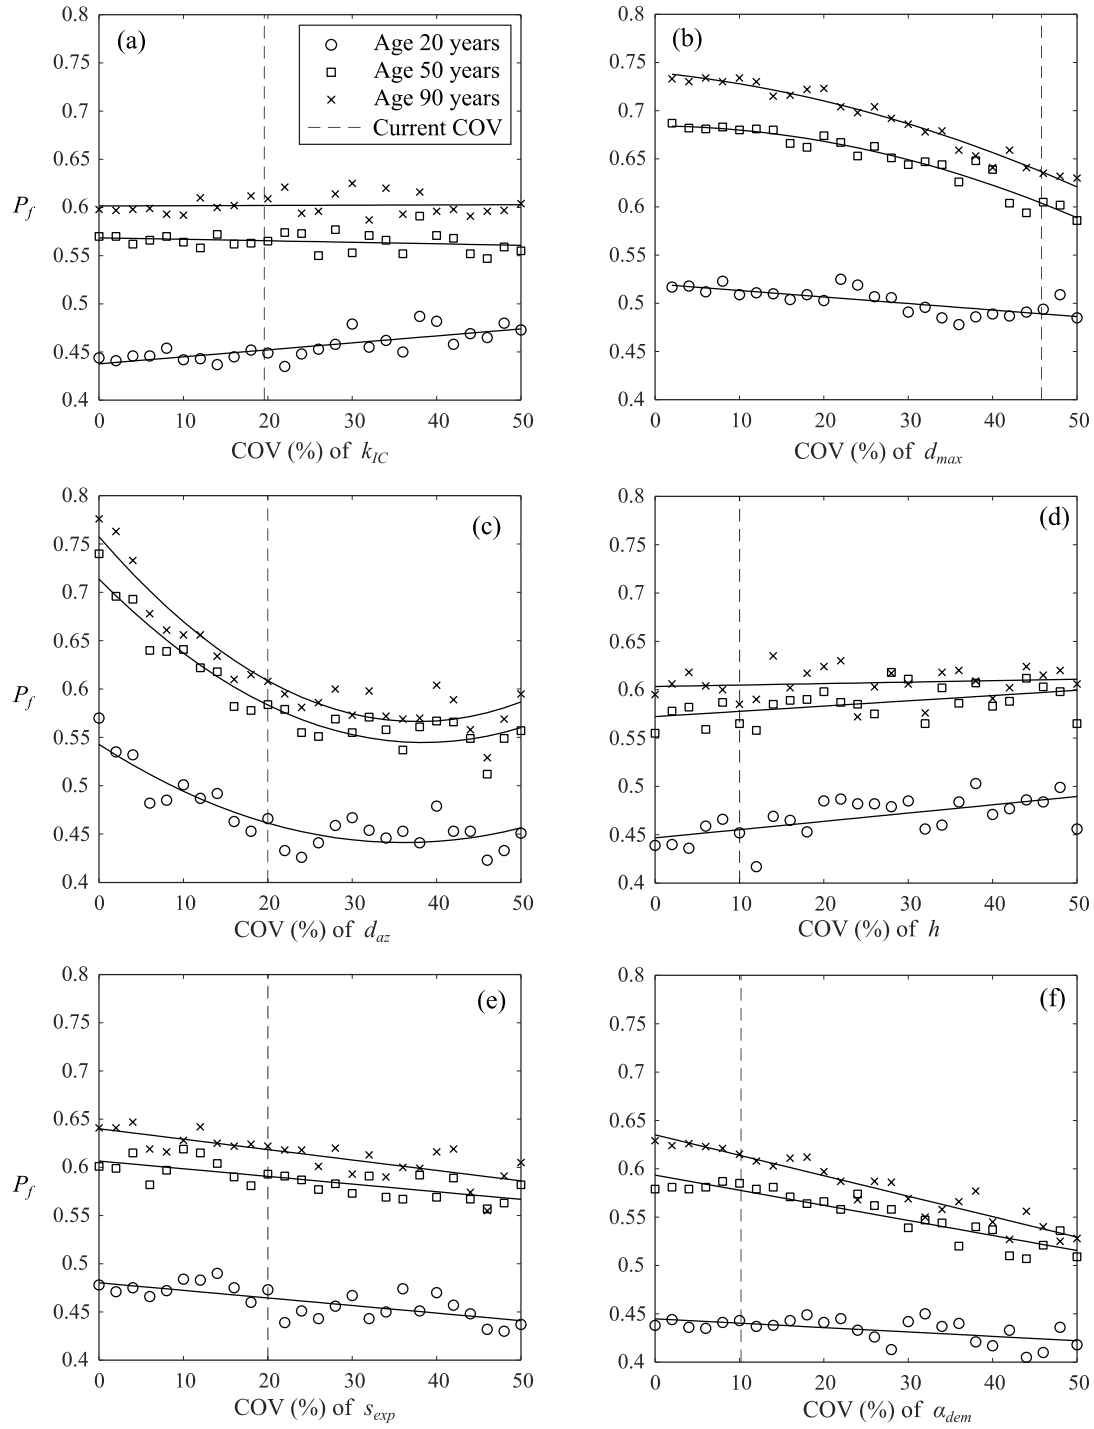 (a)
Age 20 years
Age 50 years
Age 90 years
Current COV
0.8
0.75
0.7
0.65
0.6
0.55
0.5
0.45
0.4
P_f
0 10 20 30 40 50
COV (%) of k_IC
(b)
0.8
0.75
0.7
0.65
0.6
0.55
0.5
0.45
0.4
0 10 20 30 40 50
COV (%) of d_max
(c)
0.8
0.75
0.7
0.65
0.6
0.55
0.5
0.45
0.4
P_f
0 10 20 30 40 50
COV (%) of d_az
(d)
0.8
0.75
0.7
0.65
0.6
0.55
0.5
0.45
0.4
0 10 20 30 40 50
COV (%) of h
(e)
0.8
0.75
0.7
0.65
0.6
0.55
0.5
0.45
0.4
P_f
0 10 20 30 40 50
COV (%) of s_exp
(f)
0.8
0.75
0.7
0.65
0.6
0.55
0.5
0.45
0.4
0 10 20 30 40 50
COV (%) of α_dem